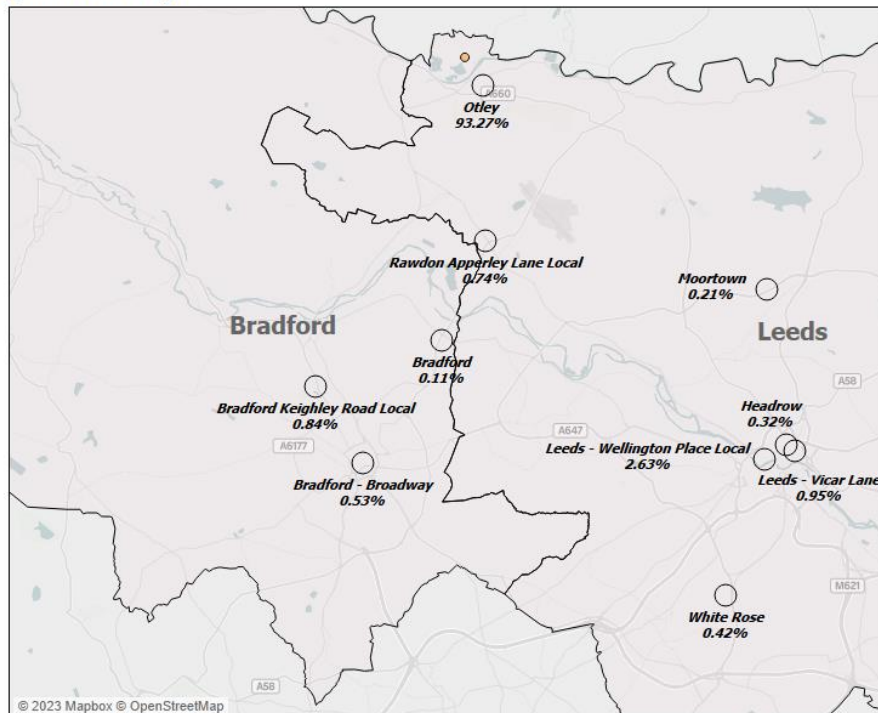 A660
Otley
93.27%
Rawdon Apperley Lane Local
0.74%
Moortown
0.21%
Bradford
Leeds
Bradford
0.11%
A58
Bradford Keighley Road Local
0.84%
Headrow
0.32%
A647
A6177
Leeds - Wellington Place Local
2.63%
Bradford - Broadway
0.53%
Leeds - Vicar Lane
0.95%
M621
White Rose
0.42%
A58
© 2023 Mapbox © OpenStreetMap